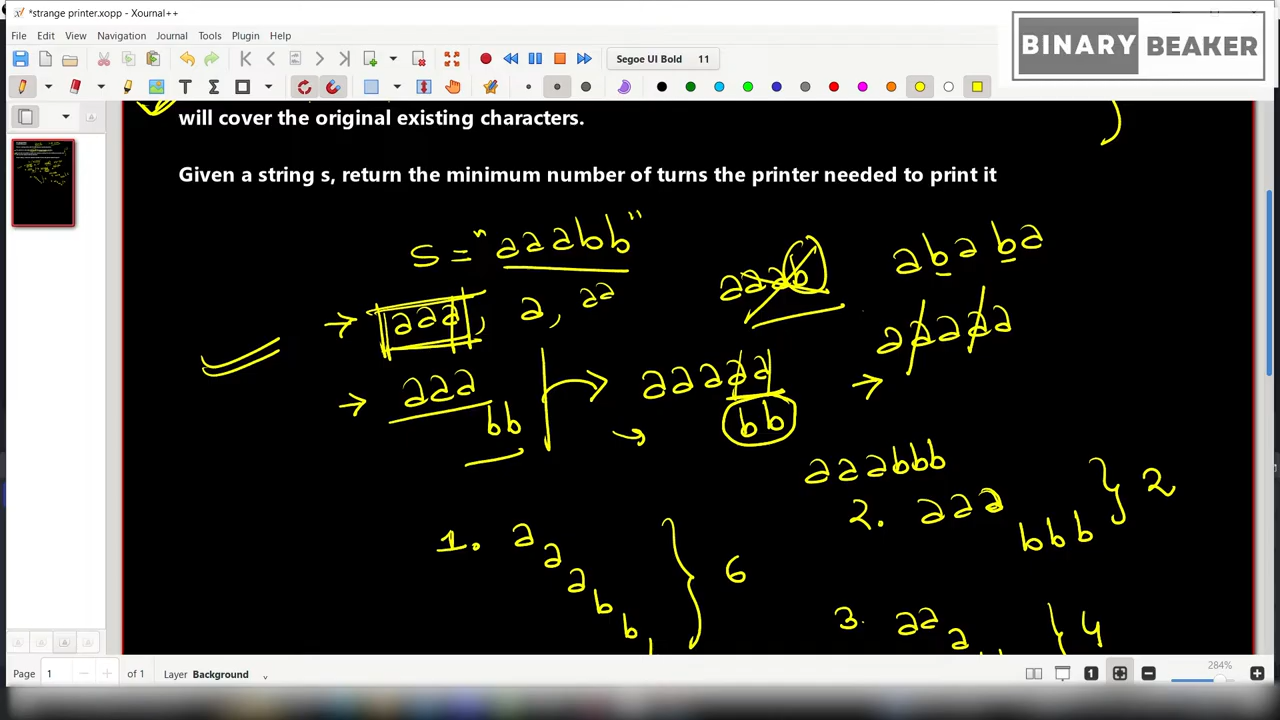 *strange printer.xopp - Xournal++
BINARY BEAKER
File Edit View Navigation Journal Tools Plugin Help
Segoe UI Bold 11
will cover the original existing characters.
Given a string s, return the minimum number of turns the printer needed to print it
s = "aaabb"
aaab
ababa
→ aaa, a, aa
aaaaa
→ aaa
bb
→ aaaaa
→
bb
→
aaabbb
2. aaa
bbb } 2
1. a
a
a
b
b
} 6
3. aa
a
} 4
Page 1 of 1 Layer Background
284%